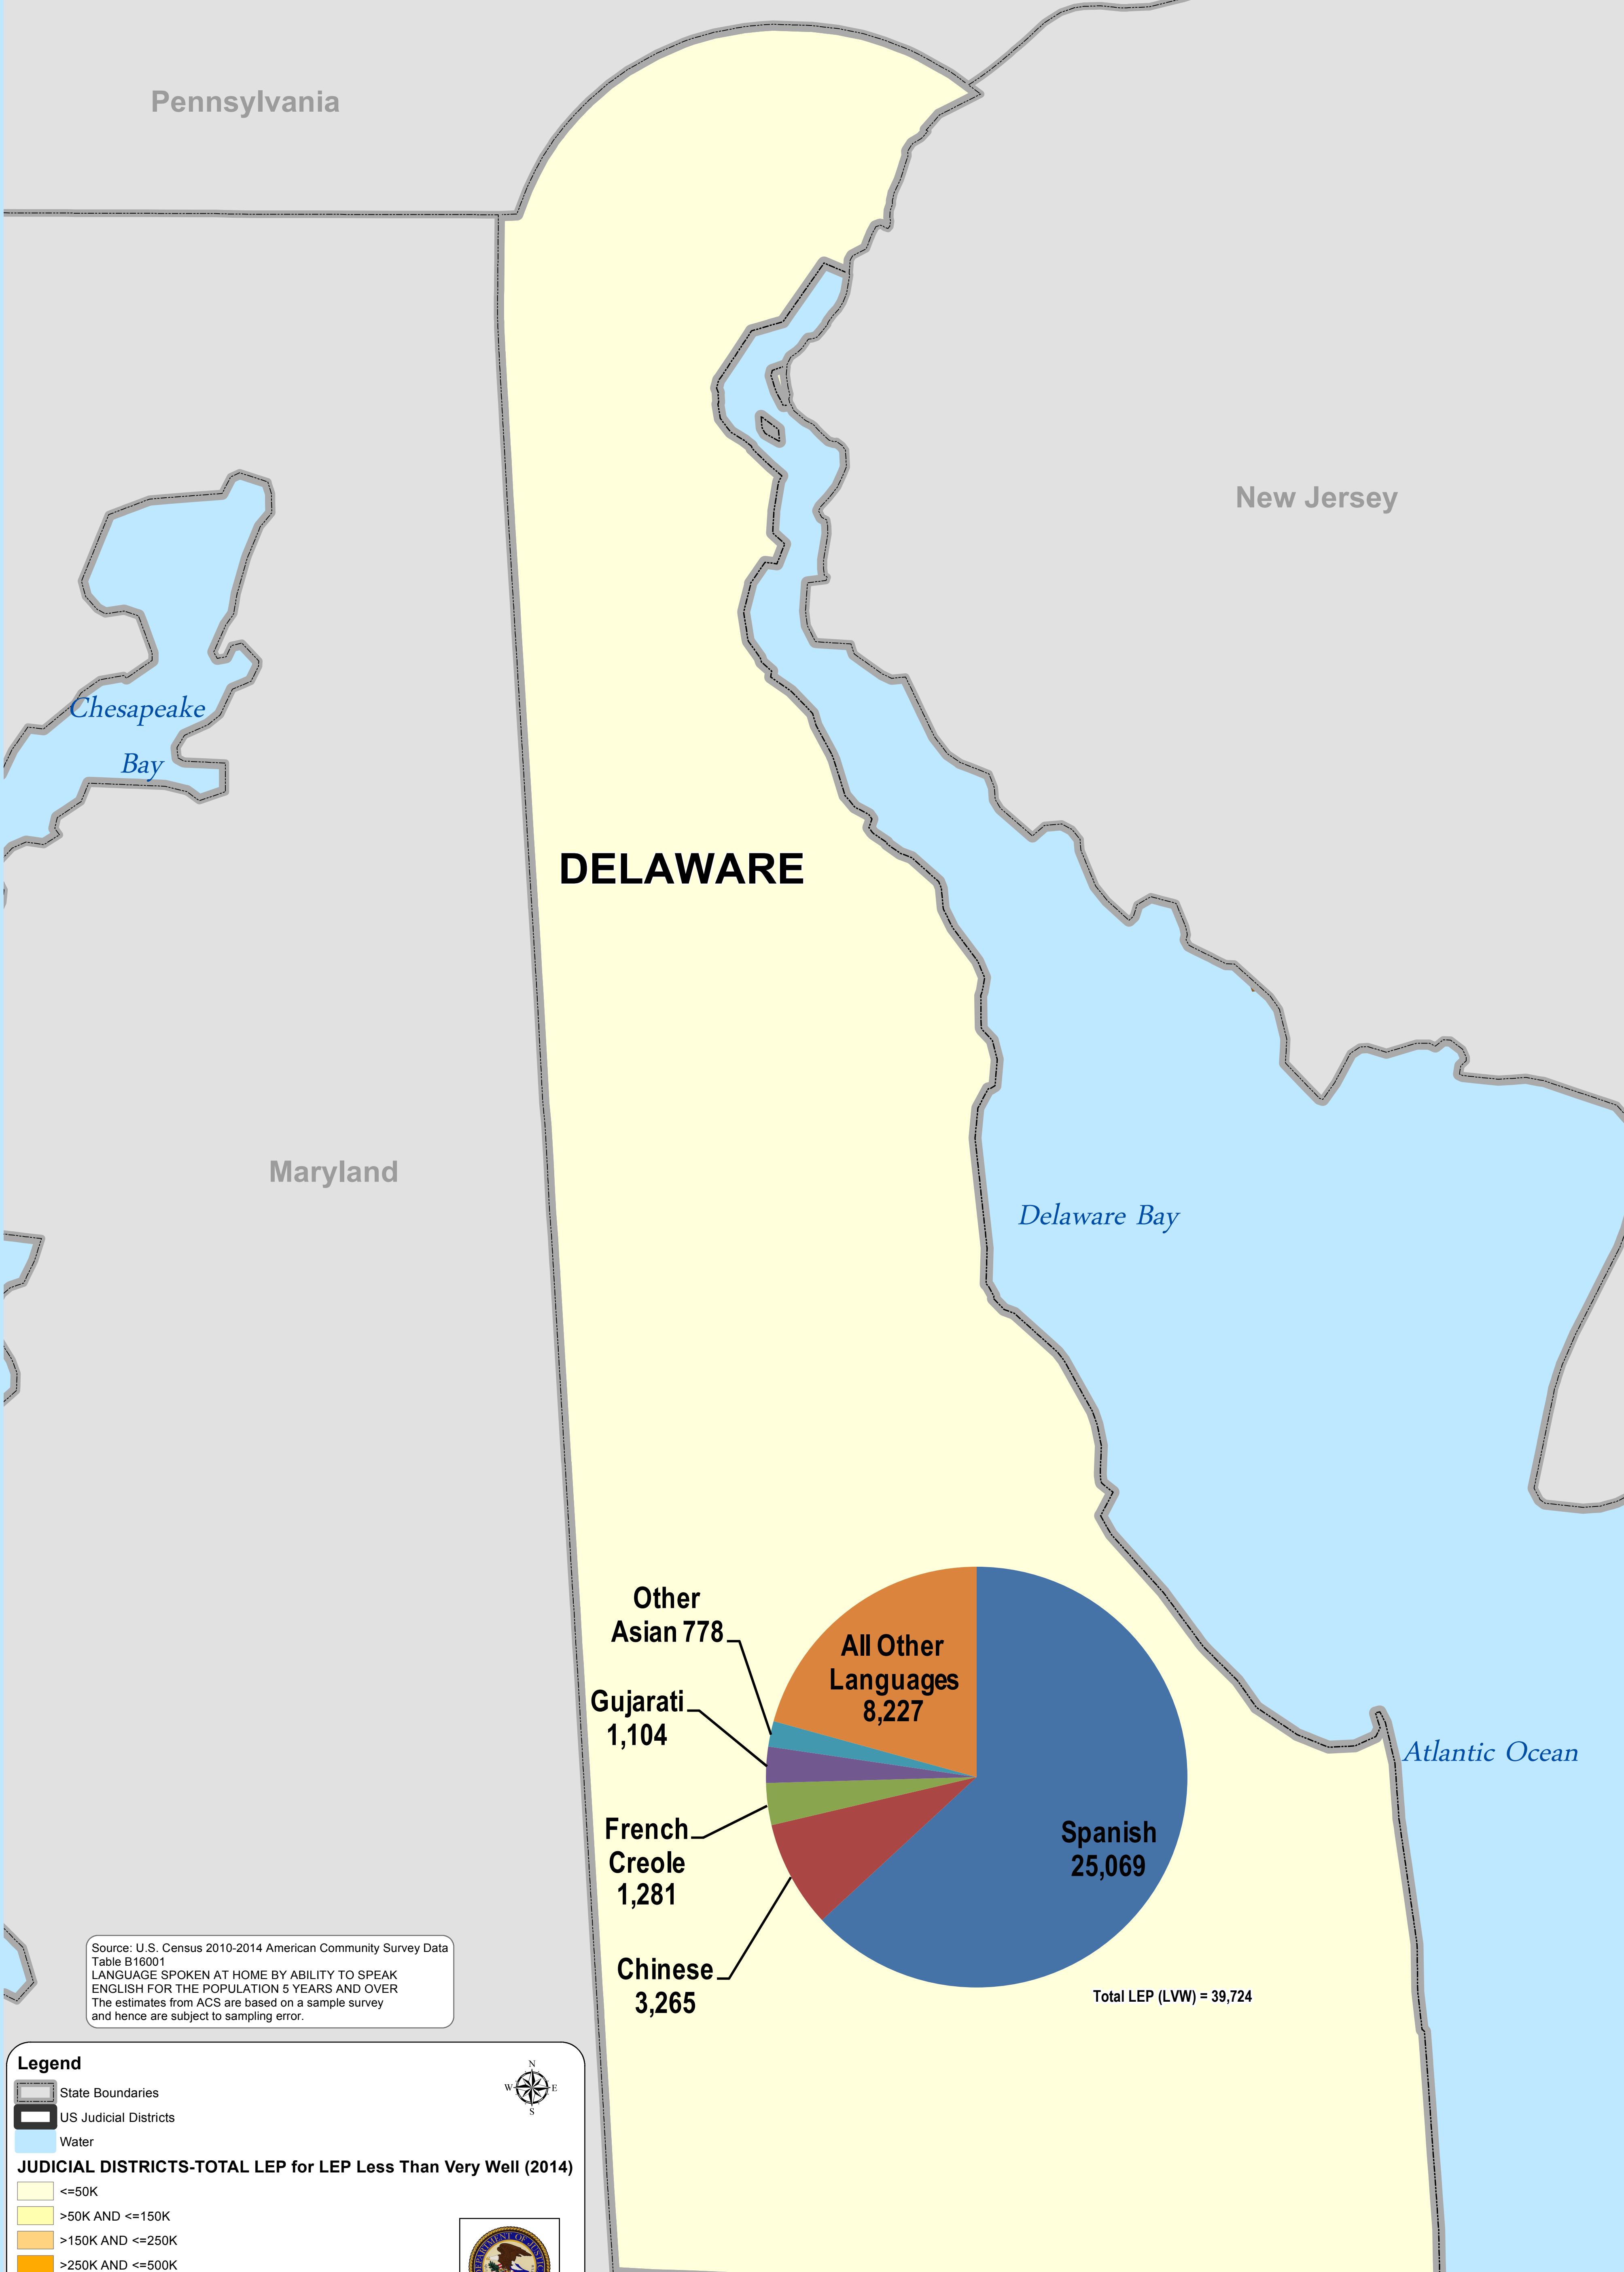 Pennsylvania
New Jersey
Chesapeake
Bay
DELAWARE
Maryland
Delaware Bay
Other
Asian 778
All Other
Languages
8,227
Gujarati
1,104
Atlantic Ocean
French
Creole
1,281
Spanish
25,069
Chinese
3,265
Total LEP (LVW) = 39,724
Source: U.S. Census 2010-2014 American Community Survey Data
Table B16001
LANGUAGE SPOKEN AT HOME BY ABILITY TO SPEAK
ENGLISH FOR THE POPULATION 5 YEARS AND OVER
The estimates from ACS are based on a sample survey
and hence are subject to sampling error.
Legend
N
W E
S
State Boundaries
US Judicial Districts
Water
JUDICIAL DISTRICTS-TOTAL LEP for LEP Less Than Very Well (2014)
<=50K
>50K AND <=150K
>150K AND <=250K
>250K AND <=500K
DEPARTMENT OF JUSTICE